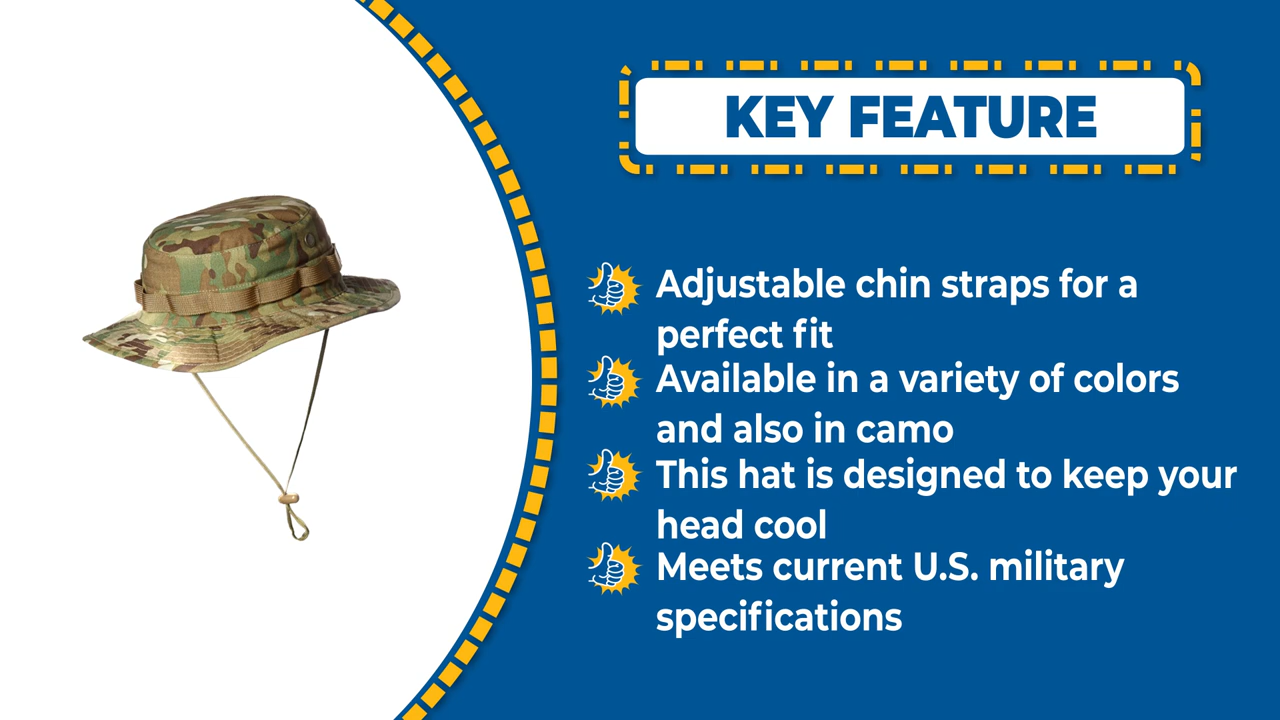 KEY FEATURE
Adjustable chin straps for a
perfect fit
Available in a variety of colors
and also in camo
This hat is designed to keep your
head cool
Meets current U.S. military
specifications